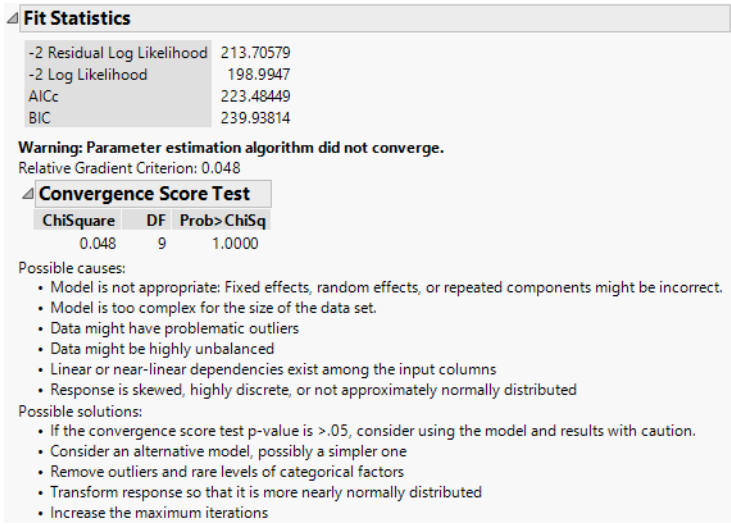 Fit Statistics
-2 Residual Log Likelihood 213.70579
-2 Log Likelihood 198.9947
AICc 223.48449
BIC 239.93814
Warning: Parameter estimation algorithm did not converge.
Relative Gradient Criterion: 0.048
Convergence Score Test
ChiSquare DF Prob>ChiSq
0.048 9 1.0000
Possible causes:
• Model is not appropriate: Fixed effects, random effects, or repeated components might be incorrect.
• Model is too complex for the size of the data set.
• Data might have problematic outliers
• Data might be highly unbalanced
• Linear or near-linear dependencies exist among the input columns
• Response is skewed, highly discrete, or not approximately normally distributed
Possible solutions:
• If the convergence score test p-value is >.05, consider using the model and results with caution.
• Consider an alternative model, possibly a simpler one
• Remove outliers and rare levels of categorical factors
• Transform response so that it is more nearly normally distributed
• Increase the maximum iterations